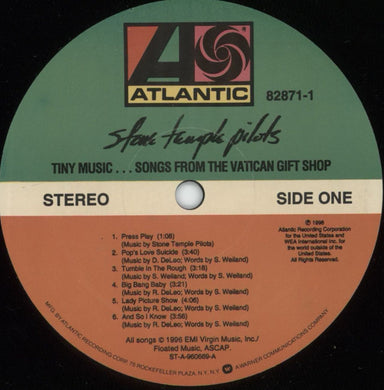 ATLANTIC
82871-1
stone temple pilots
TINY MUSIC . . . SONGS FROM THE VATICAN GIFT SHOP
STEREO
SIDE ONE
℗ 1996
Atlantic Recording Corporation
for the United States and
WEA International Inc. for
the world outside of the
United States.
All Rights Reserved.
1. Press Play (1:08)
(Music by Stone Temple Pilots)
2. Pop's Love Suicide (3:40)
(Music by D. DeLeo; Words by S. Weiland)
3. Tumble In The Rough (3:18)
(Music by S. Weiland; Words by S. Weiland)
4. Big Bang Baby (3:21)
(Music by R. DeLeo; Words by S. Weiland)
5. Lady Picture Show (4:06)
(Music by R. DeLeo; Words by S. Weiland)
6. And So I Know (3:56)
(Music by R. DeLeo; Words by S. Weiland)
All songs © 1996 EMI Virgin Music, Inc./
Floated Music, ASCAP.
ST-A-960689-A
MFG. BY ATLANTIC RECORDING CORP. 75 ROCKEFELLER PLAZA, N.Y., N.Y. A WARNER COMMUNICATIONS COMPANY